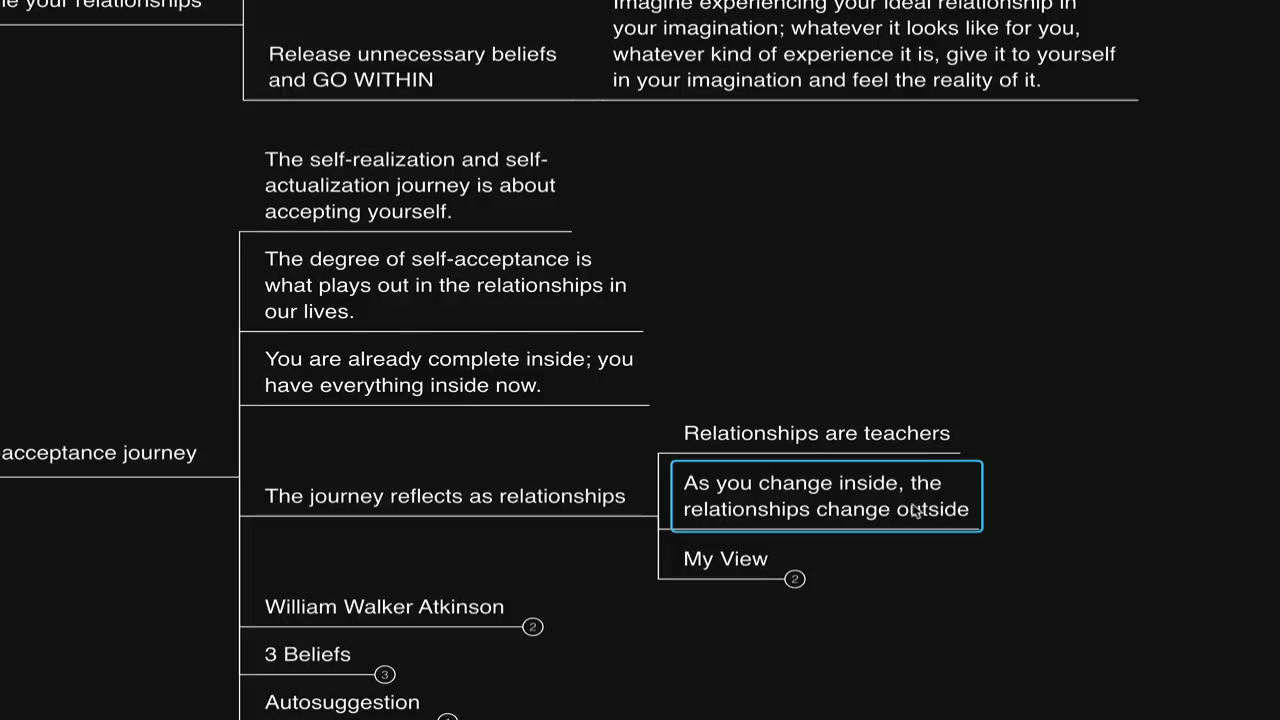 e your relationships
Imagine experiencing your ideal relationship in
your imagination; whatever it looks like for you,
whatever kind of experience it is, give it to yourself
in your imagination and feel the reality of it.
Release unnecessary beliefs
and GO WITHIN
The self-realization and self-
actualization journey is about
accepting yourself.
The degree of self-acceptance is
what plays out in the relationships in
our lives.
You are already complete inside; you
have everything inside now.
-acceptance journey
The journey reflects as relationships
Relationships are teachers
As you change inside, the
relationships change outside
My View
2
William Walker Atkinson
2
3 Beliefs
3
Autosuggestion